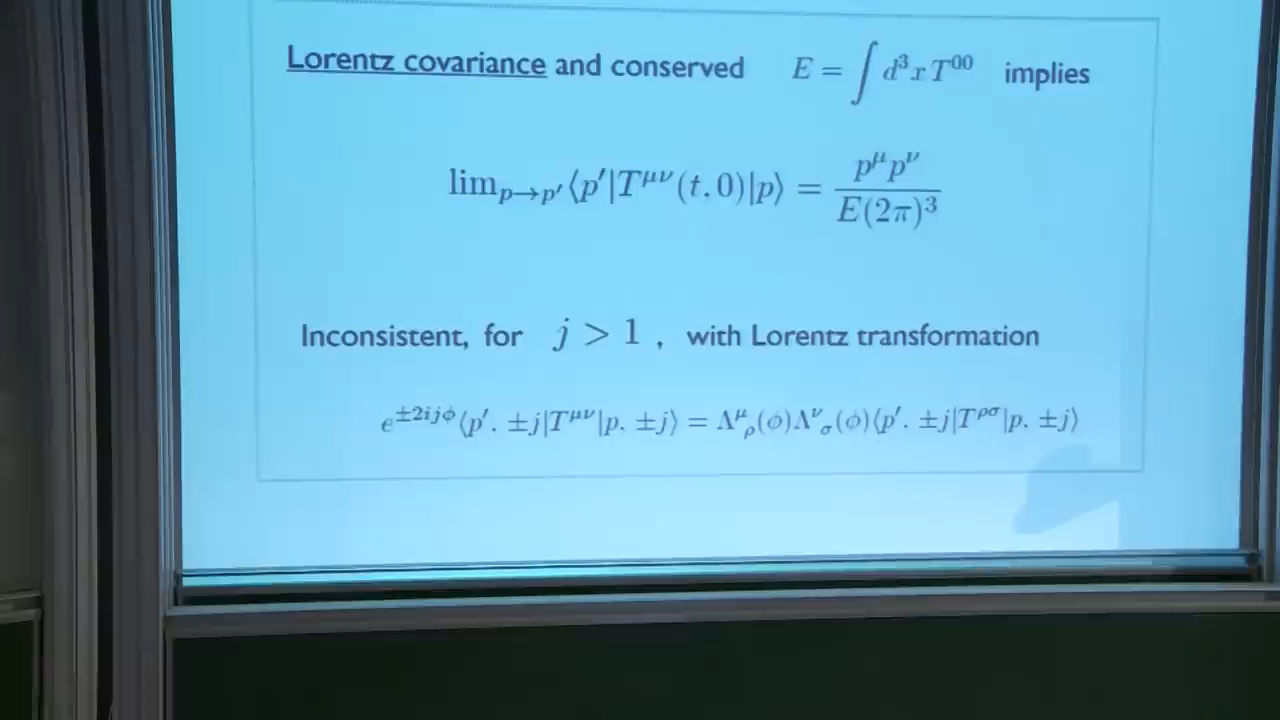 Lorentz covariance and conserved E = ∫ d³x T⁰⁰ implies
lim_{p→p′} ⟨p′|T^{μν}(t, 0)|p⟩ = p^μ p^ν / E(2π)³
Inconsistent, for j > 1 , with Lorentz transformation
e^{±2ijϕ}⟨p′, ±j|T^{μν}|p, ±j⟩ = Λ^μ_ρ(ϕ)Λ^ν_σ(ϕ)⟨p′, ±j|T^{ρσ}|p, ±j⟩